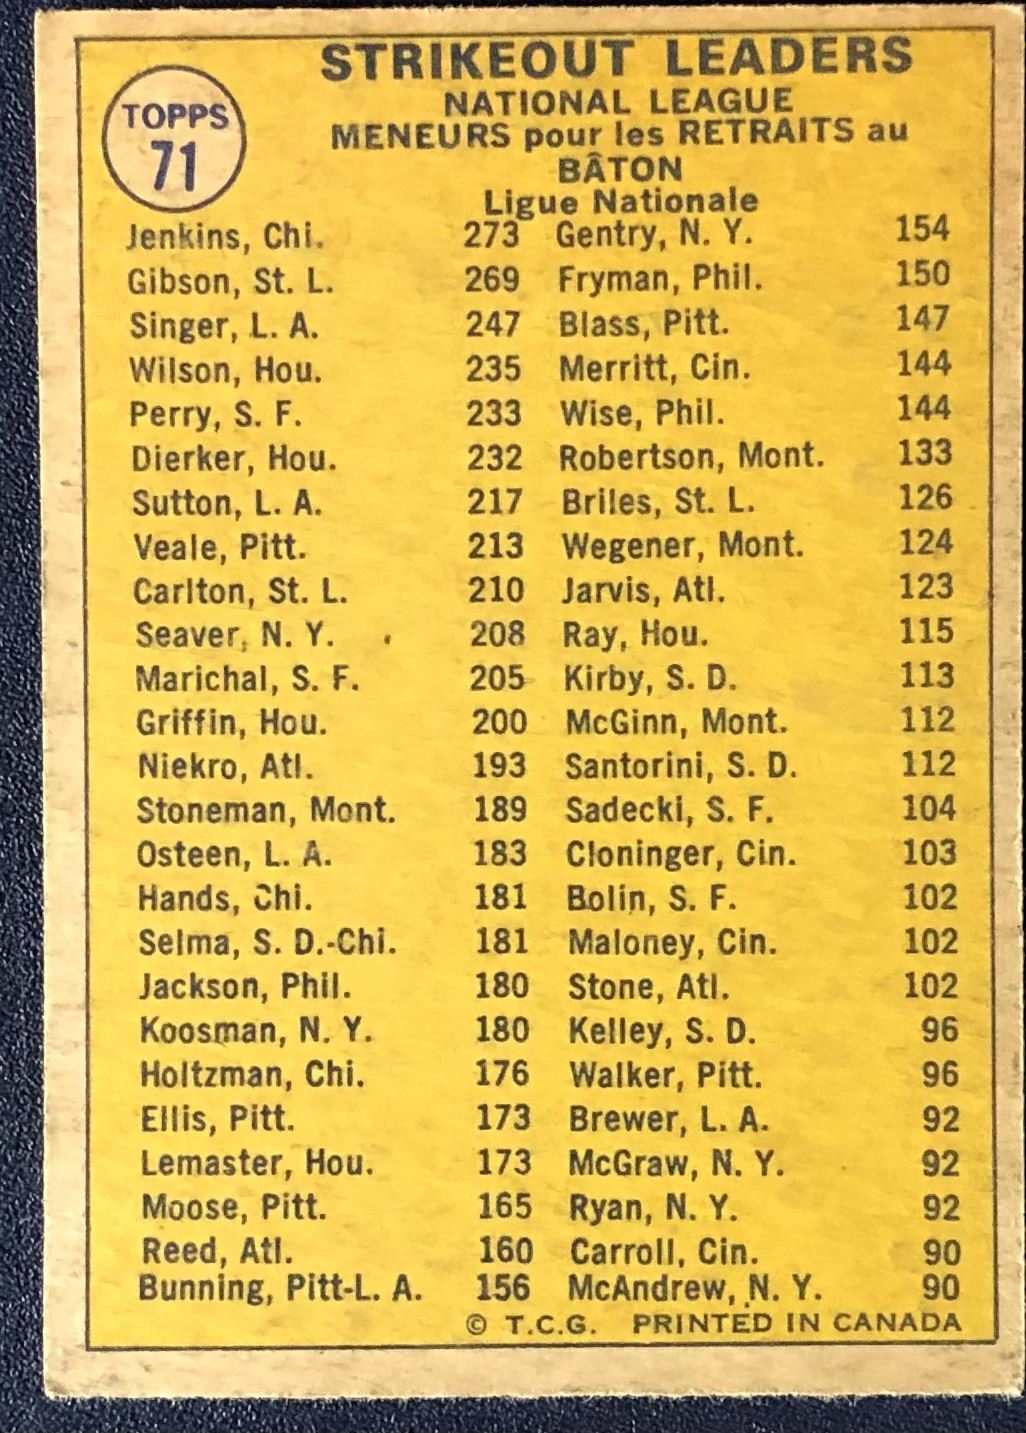 STRIKEOUT LEADERS
NATIONAL LEAGUE
MENEURS pour les RETRAITS au
BÂTON
Ligue Nationale
TOPPS
71
Jenkins, Chi. 273 Gentry, N. Y. 154
Gibson, St. L. 269 Fryman, Phil. 150
Singer, L. A. 247 Blass, Pitt. 147
Wilson, Hou. 235 Merritt, Cin. 144
Perry, S. F. 233 Wise, Phil. 144
Dierker, Hou. 232 Robertson, Mont. 133
Sutton, L. A. 217 Briles, St. L. 126
Veale, Pitt. 213 Wegener, Mont. 124
Carlton, St. L. 210 Jarvis, Atl. 123
Seaver, N. Y. 208 Ray, Hou. 115
Marichal, S. F. 205 Kirby, S. D. 113
Griffin, Hou. 200 McGinn, Mont. 112
Niekro, Atl. 193 Santorini, S. D. 112
Stoneman, Mont. 189 Sadecki, S. F. 104
Osteen, L. A. 183 Cloninger, Cin. 103
Hands, Chi. 181 Bolin, S. F. 102
Selma, S. D.-Chi. 181 Maloney, Cin. 102
Jackson, Phil. 180 Stone, Atl. 102
Koosman, N. Y. 180 Kelley, S. D. 96
Holtzman, Chi. 176 Walker, Pitt. 96
Ellis, Pitt. 173 Brewer, L. A. 92
Lemaster, Hou. 173 McGraw, N. Y. 92
Moose, Pitt. 165 Ryan, N. Y. 92
Reed, Atl. 160 Carroll, Cin. 90
Bunning, Pitt-L. A. 156 McAndrew, N. Y. 90
© T.C.G. PRINTED IN CANADA